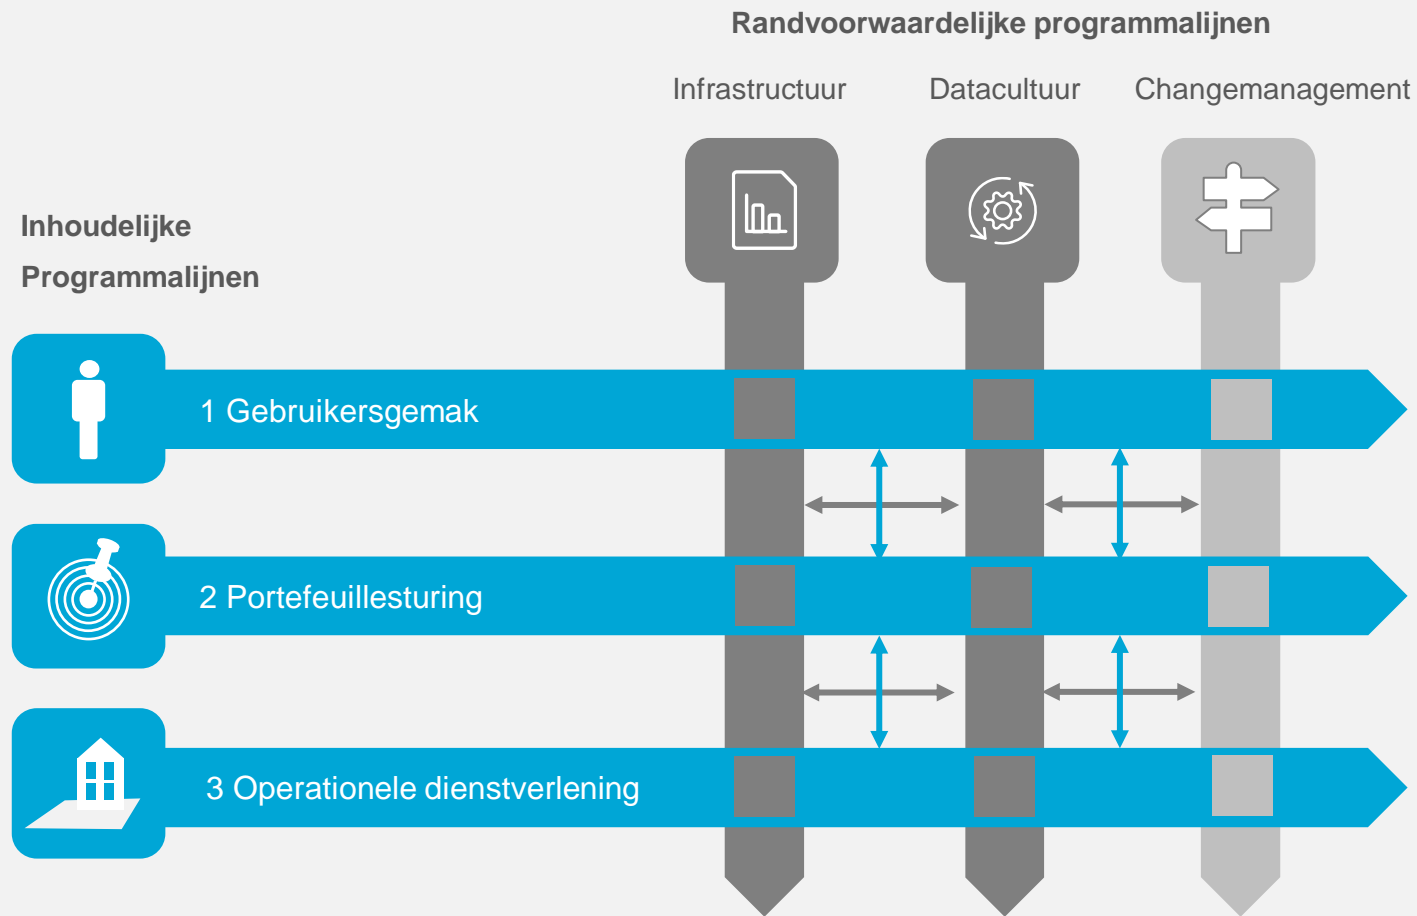 Randvoorwaardelijke programmalijnen
Infrastructuur
Datacultuur
Changemanagement
Inhoudelijke
Programmalijnen
1 Gebruikersgemak
2 Portefeuillesturing
3 Operationele dienstverlening